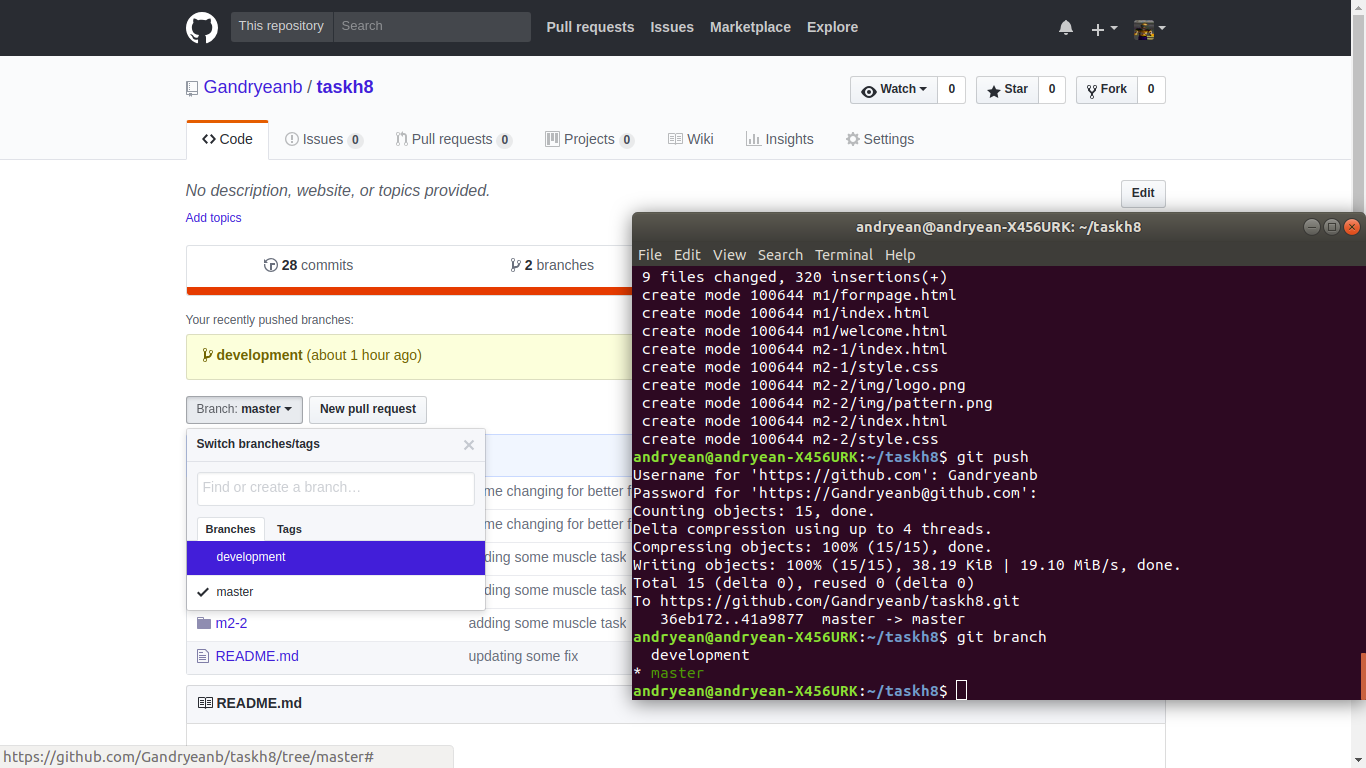 This repository Search Pull requests Issues Marketplace Explore
Gandryeanb / taskh8 Watch 0 Star 0 Fork 0
Code Issues 0 Pull requests 0 Projects 0 Wiki Insights Settings
No description, website, or topics provided. Edit
Add topics
28 commits 2 branches
Your recently pushed branches:
development (about 1 hour ago)
Branch: master New pull request
Switch branches/tags
Find or create a branch…
Branches Tags
development
master
me changing for better f
me changing for better f
ding some muscle task
ding some muscle task
m2-2 adding some muscle task
README.md updating some fix
README.md
https://github.com/Gandryeanb/taskh8/tree/master#
andryean@andryean-X456URK: ~/taskh8
File Edit View Search Terminal Help
9 files changed, 320 insertions(+)
create mode 100644 m1/formpage.html
create mode 100644 m1/index.html
create mode 100644 m1/welcome.html
create mode 100644 m2-1/index.html
create mode 100644 m2-1/style.css
create mode 100644 m2-2/img/logo.png
create mode 100644 m2-2/img/pattern.png
create mode 100644 m2-2/index.html
create mode 100644 m2-2/style.css
andryean@andryean-X456URK:~/taskh8$ git push
Username for 'https://github.com': Gandryeanb
Password for 'https://Gandryeanb@github.com':
Counting objects: 15, done.
Delta compression using up to 4 threads.
Compressing objects: 100% (15/15), done.
Writing objects: 100% (15/15), 38.19 KiB | 19.10 MiB/s, done.
Total 15 (delta 0), reused 0 (delta 0)
To https://github.com/Gandryeanb/taskh8.git
36eb172..41a9877  master -> master
andryean@andryean-X456URK:~/taskh8$ git branch
development
* master
andryean@andryean-X456URK:~/taskh8$